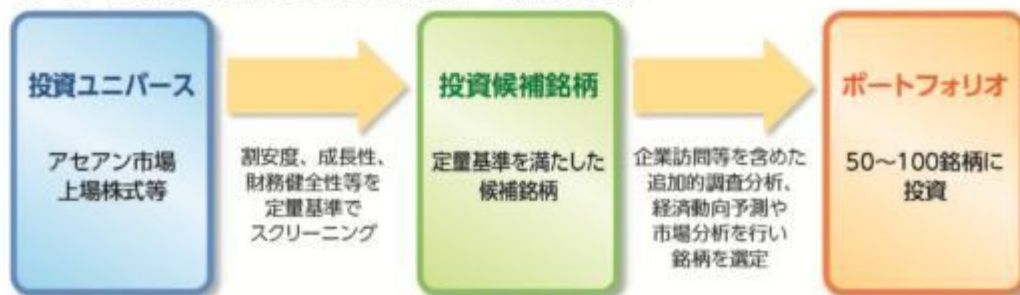 投資ユニバース
アセアン市場
上場株式等
割安度、成長性、
財務健全性等を
定量基準で
スクリーニング
投資候補銘柄
定量基準を満たした
候補銘柄
企業訪問等を含めた
追加的調査分析、
経済動向予測や
市場分析を行い
銘柄を選定
ポートフォリオ
50～100銘柄に
投資